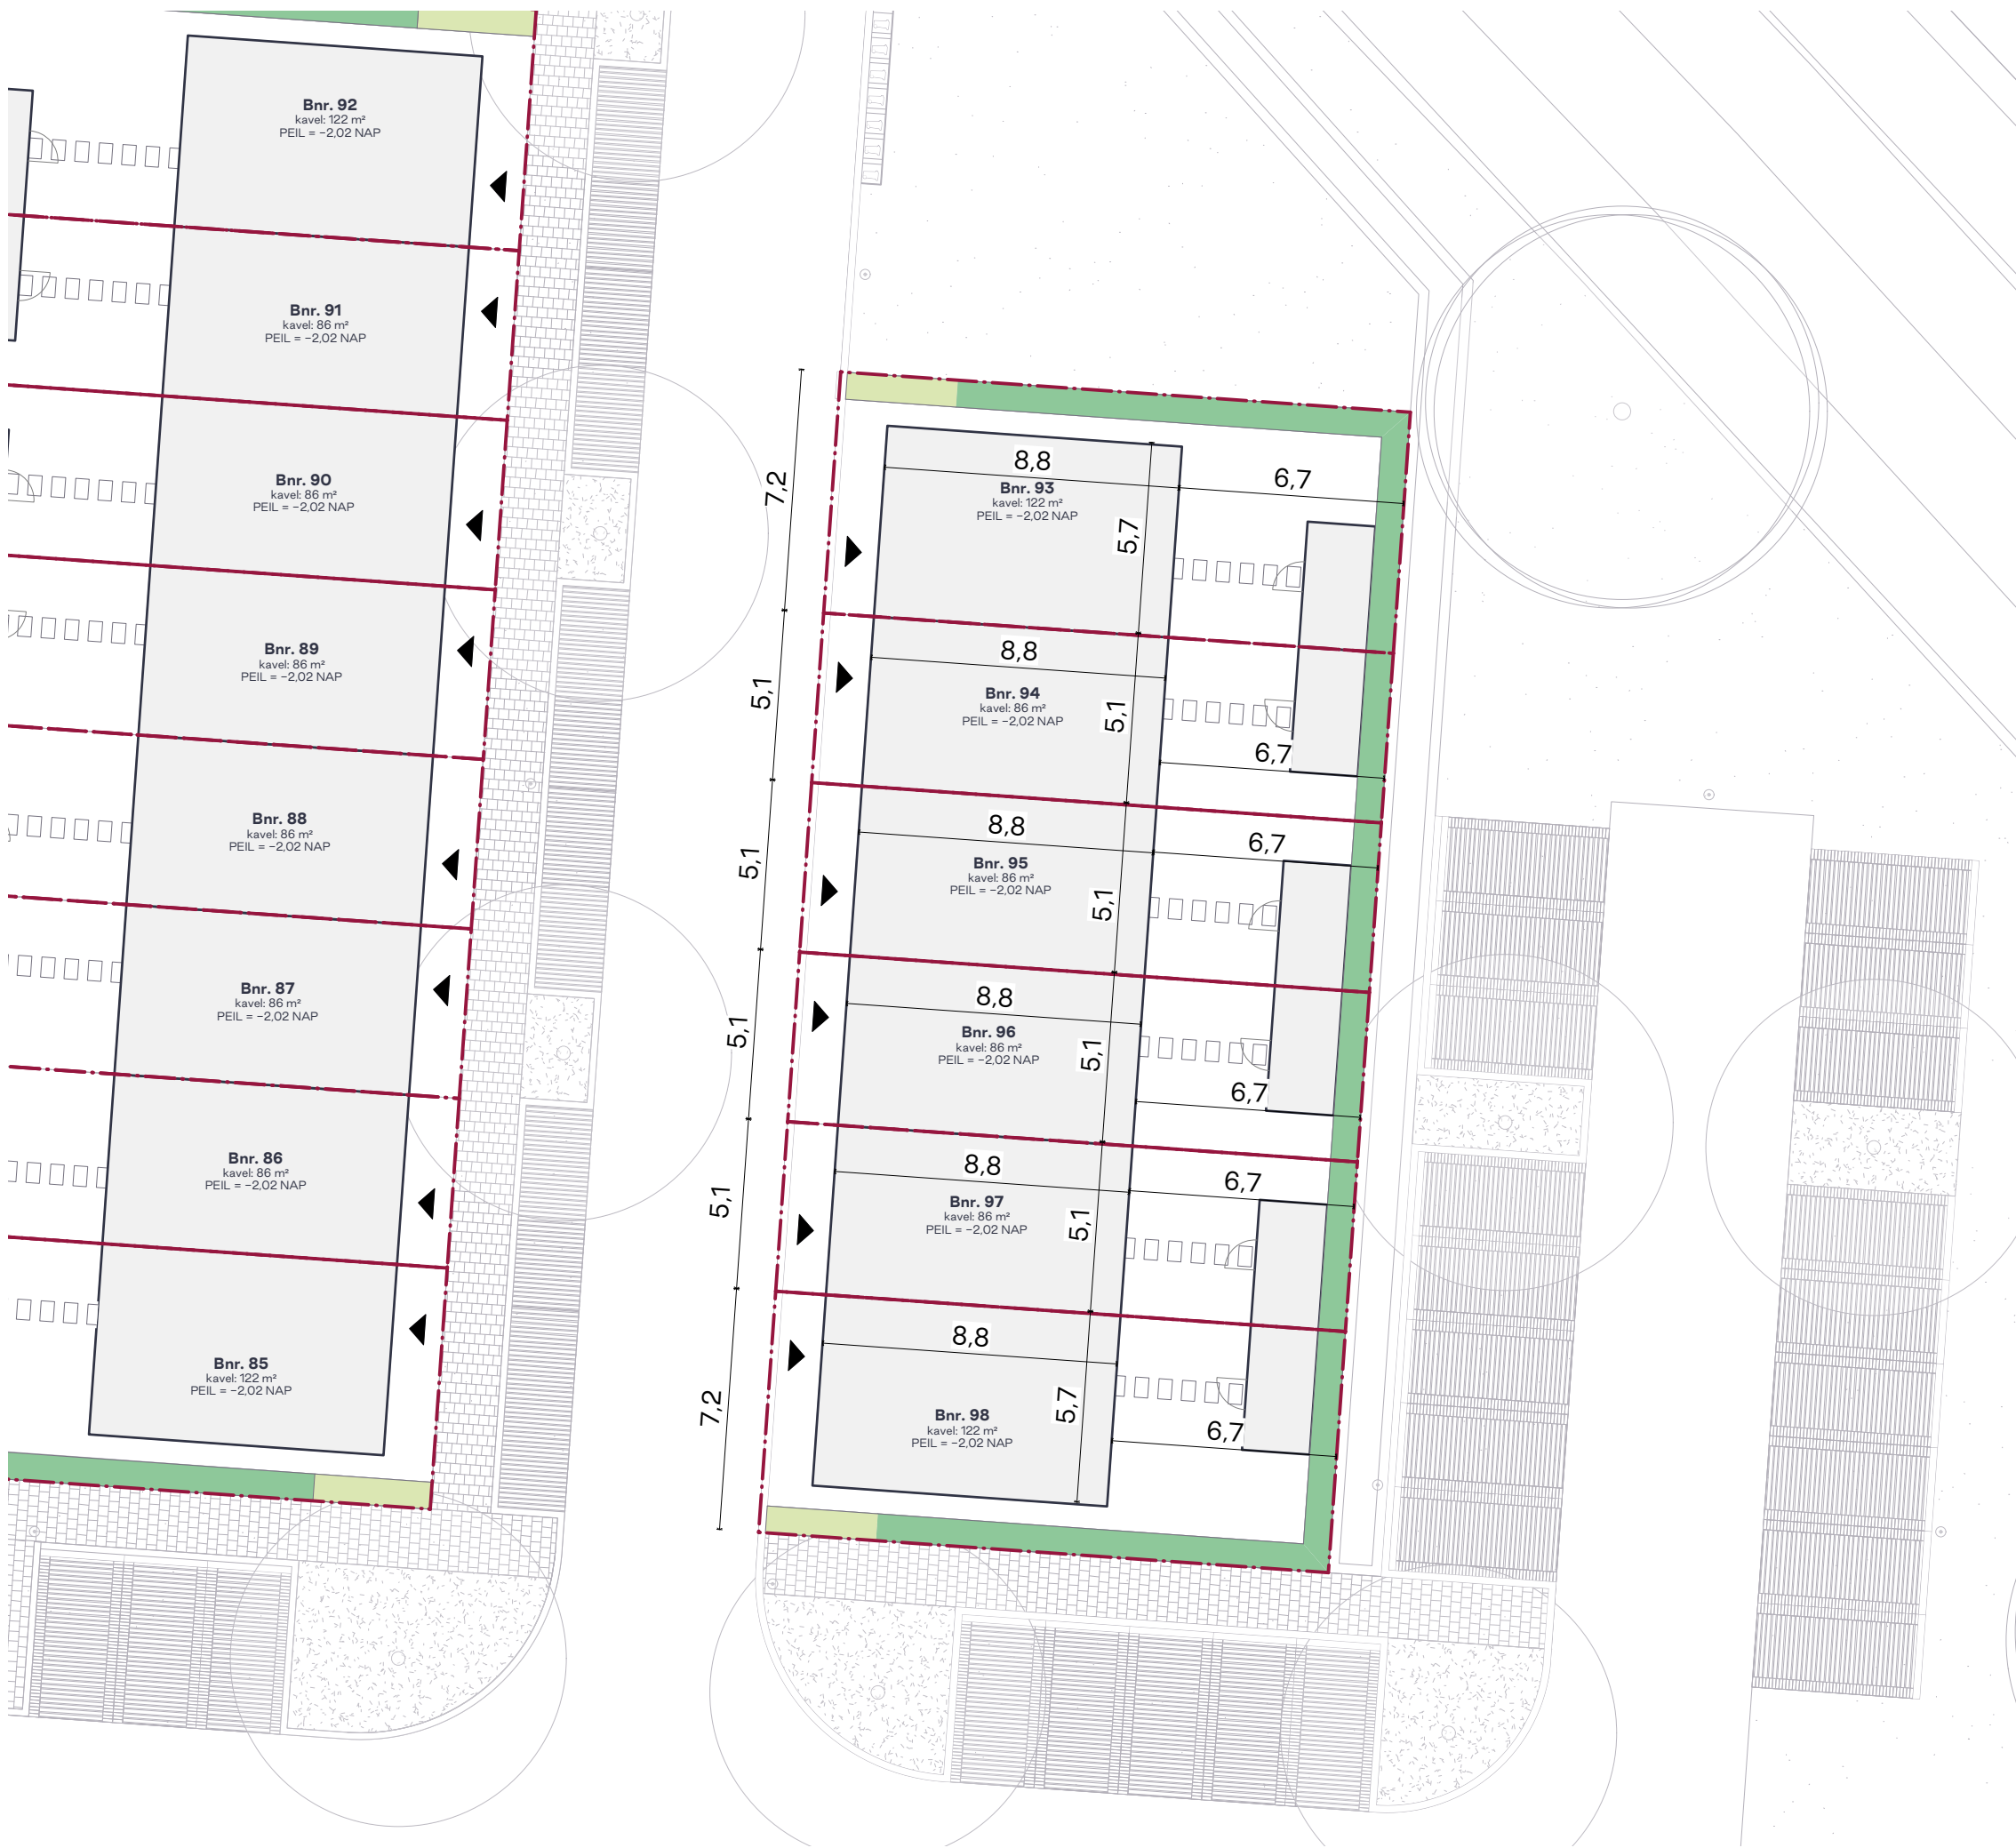 Bnr. 92
kavel: 122 m²
PEIL = −2,02 NAP
Bnr. 91
kavel: 86 m²
PEIL = −2,02 NAP
Bnr. 90
kavel: 86 m²
PEIL = −2,02 NAP
Bnr. 89
kavel: 86 m²
PEIL = −2,02 NAP
Bnr. 88
kavel: 86 m²
PEIL = −2,02 NAP
Bnr. 87
kavel: 86 m²
PEIL = −2,02 NAP
Bnr. 86
kavel: 86 m²
PEIL = −2,02 NAP
Bnr. 85
kavel: 122 m²
PEIL = −2,02 NAP
7,2
5,1
5,1
5,1
5,1
7,2
8,8
6,7
Bnr. 93
kavel: 122 m²
PEIL = −2,02 NAP
5,7
8,8
Bnr. 94
kavel: 86 m²
PEIL = −2,02 NAP
5,1
6,7
8,8
6,7
Bnr. 95
kavel: 86 m²
PEIL = −2,02 NAP
5,1
8,8
Bnr. 96
kavel: 86 m²
PEIL = −2,02 NAP
5,1
6,7
8,8
6,7
Bnr. 97
kavel: 86 m²
PEIL = −2,02 NAP
5,1
8,8
Bnr. 98
kavel: 122 m²
PEIL = −2,02 NAP
5,7
6,7